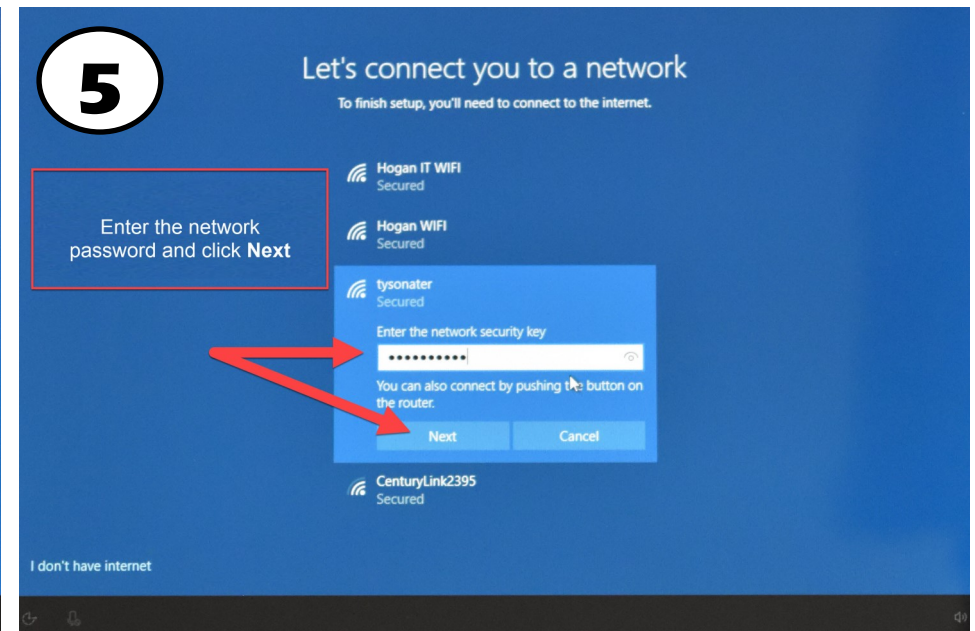 5
Let's connect you to a network
To finish setup, you'll need to connect to the internet.
Hogan IT WIFI
Secured
Enter the network
password and click Next
Hogan WIFI
Secured
tysonater
Secured
Enter the network security key
••••••••••
You can also connect by pushing the button on
the router.
Next
Cancel
CenturyLink2395
Secured
I don't have internet